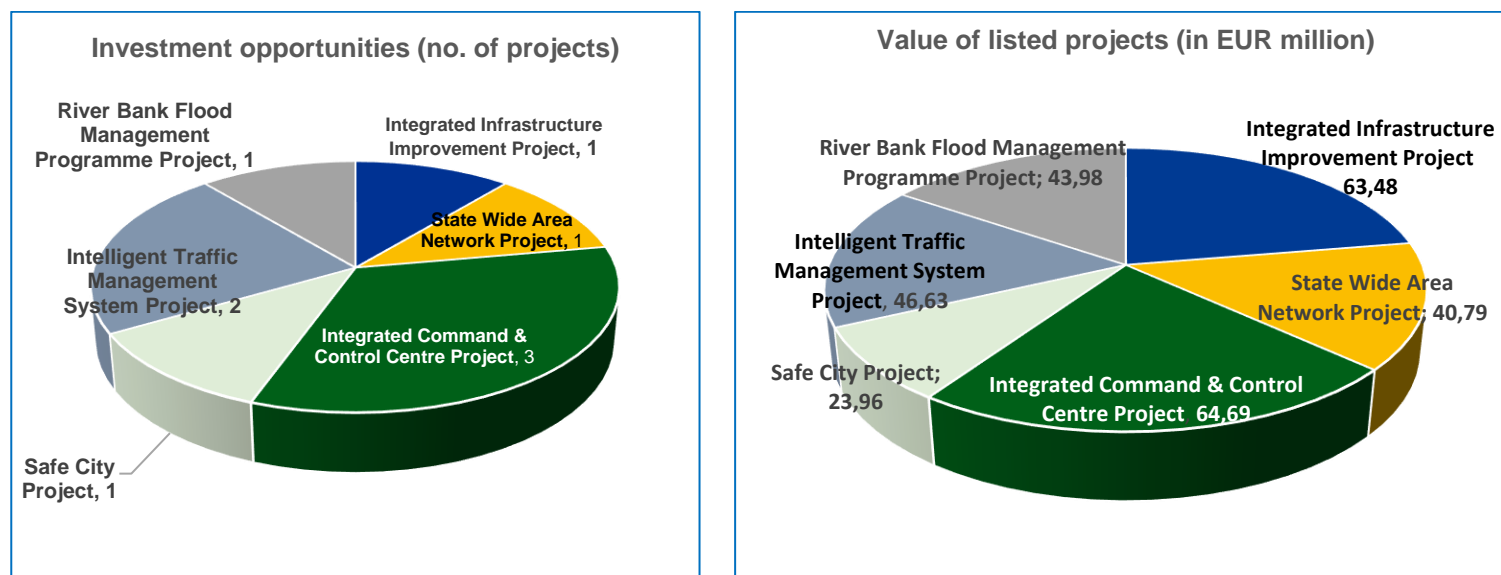 Investment opportunities (no. of projects)
River Bank Flood
Management
Programme Project, 1
Integrated Infrastructure
Improvement Project, 1
State Wide Area
Network Project, 1
Intelligent Traffic
Management
System Project, 2
Integrated Command &
Control Centre Project, 3
Safe City
Project, 1
Value of listed projects (in EUR million)
Integrated Infrastructure
Improvement Project
63,48
River Bank Flood Management
Programme Project; 43,98
Intelligent Traffic
Management System
Project, 46,63
State Wide Area
Network Project; 40,79
Safe City Project;
23,96
Integrated Command & Control
Centre Project 64,69